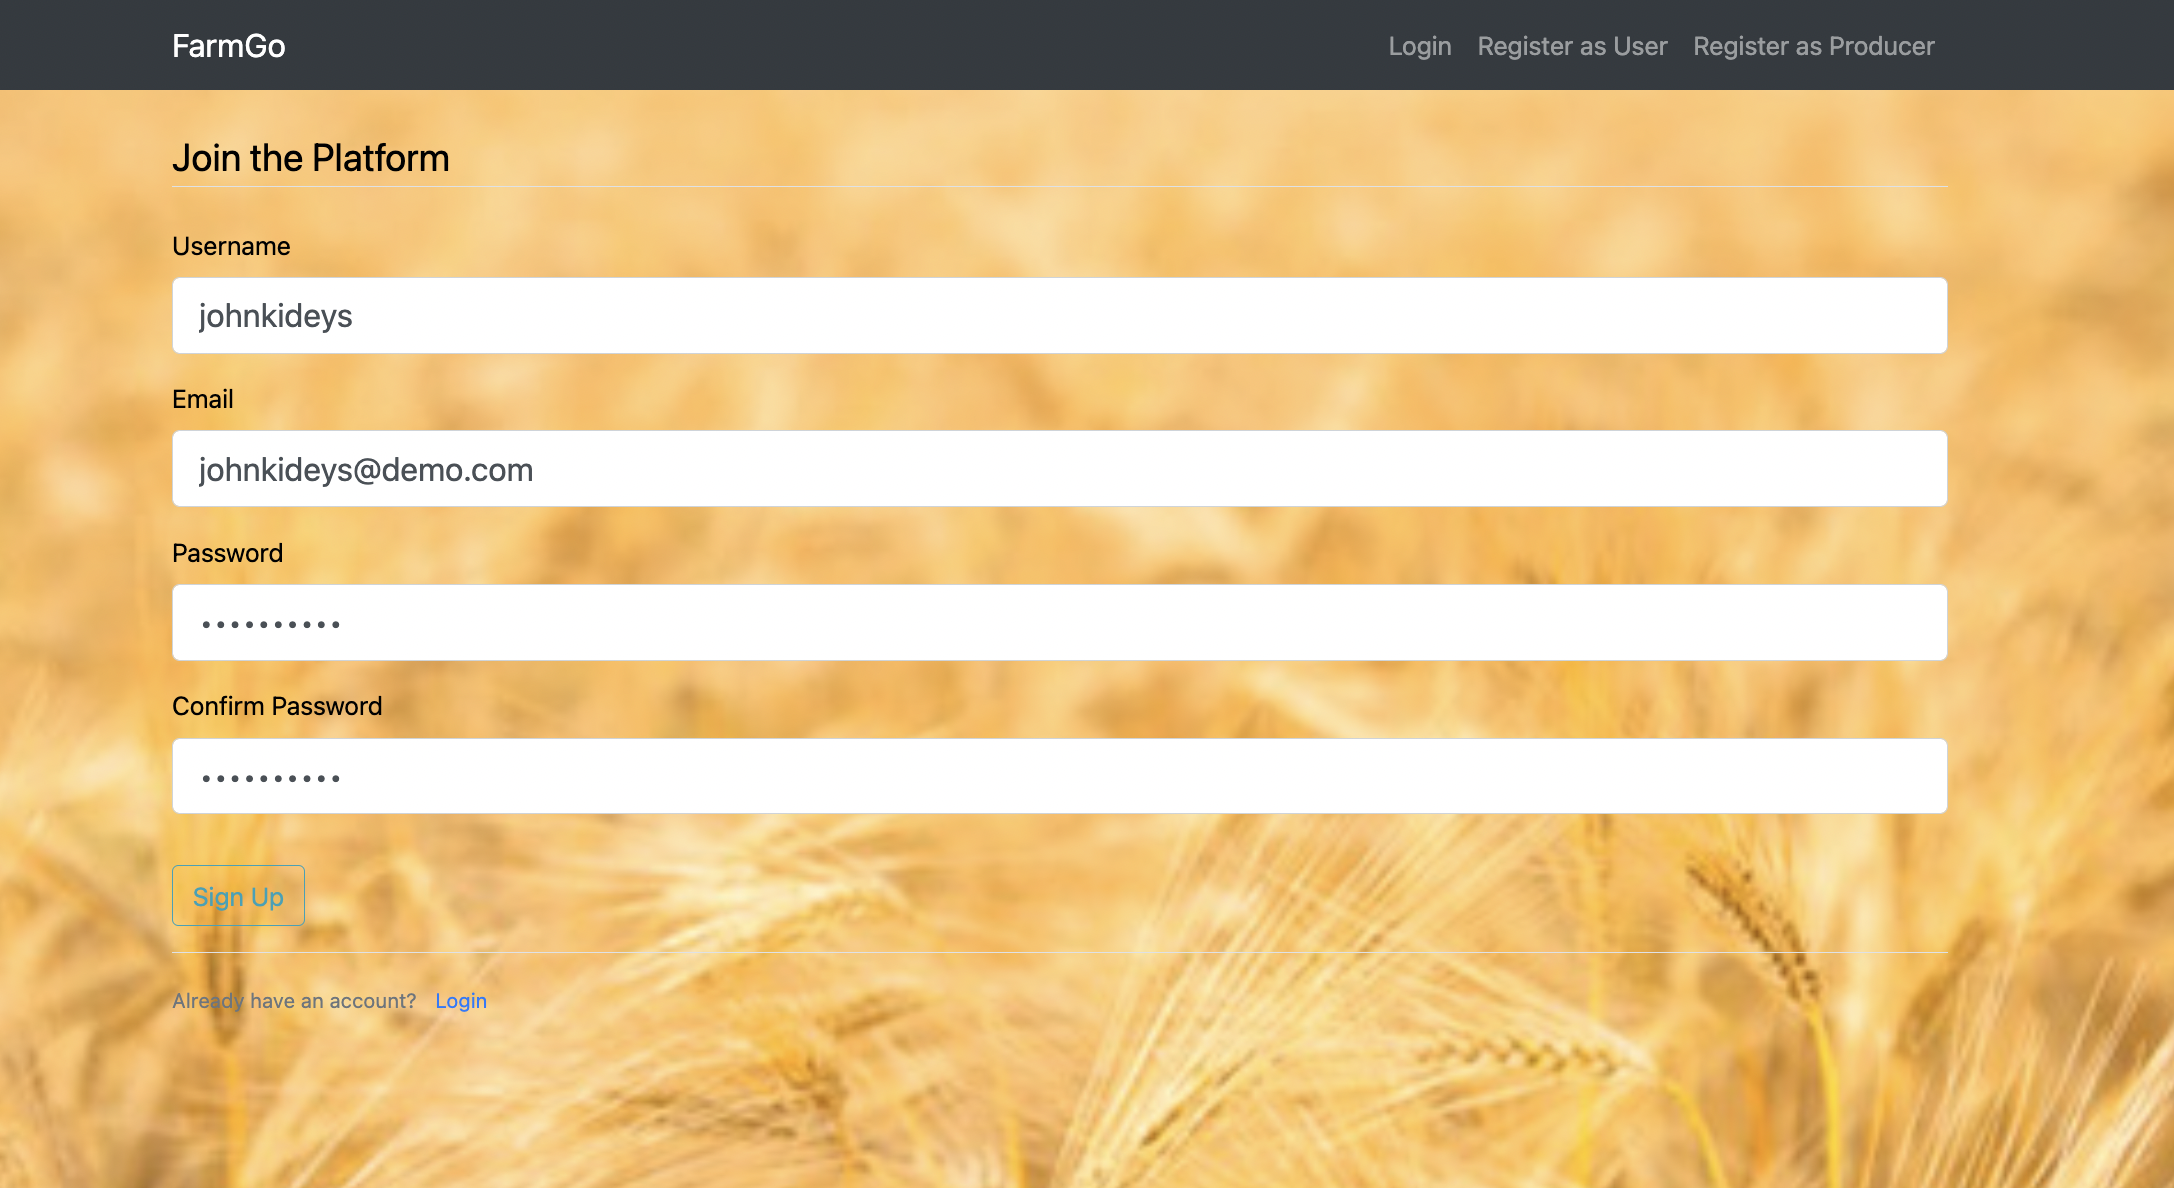 FarmGo Login Register as User Register as Producer
Join the Platform
Username
johnkideys
Email
johnkideys@demo.com
Password
••••••••••
Confirm Password
••••••••••
Sign Up
Already have an account? Login